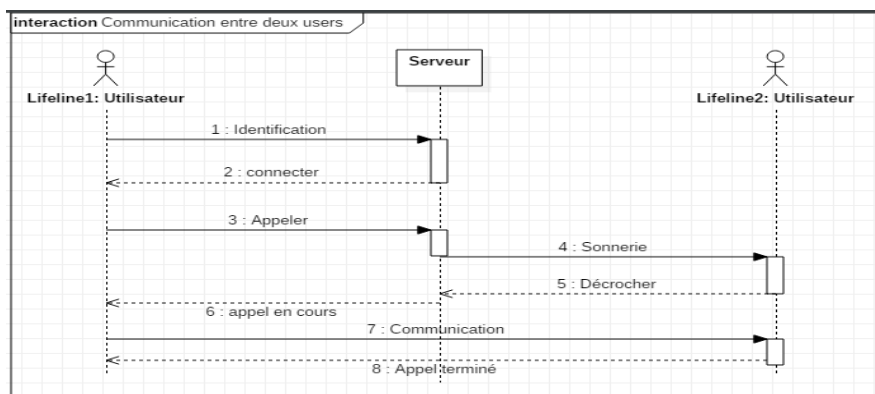 interaction Communication entre deux users
Serveur
Lifeline1: Utilisateur
Lifeline2: Utilisateur
1 : Identification
2 : connecter
3 : Appeler
4 : Sonnerie
5 : Décrocher
6 : appel en cours
7 : Communication
8 : Appel terminé